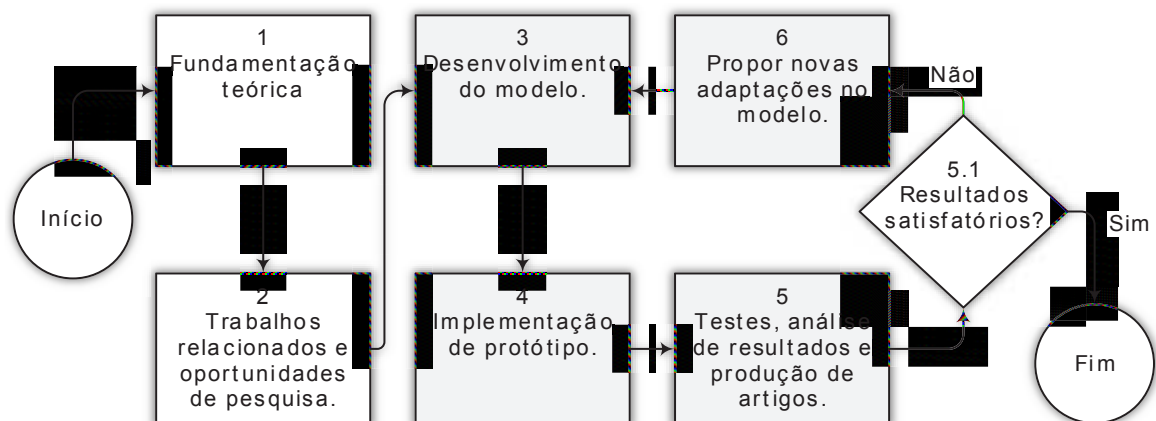 Início
1
Fundamentação
teórica
2
Trabalhos
relacionados e
oportunidades
de pesquisa.
3
Desenvolvimento
do modelo.
4
Implementação
de protótipo.
5
Testes, análise
de resultados e
produção de
artigos.
5.1
Resultados
satisfatórios?
Não
6
Propor novas
adaptações no
modelo.
Sim
Fim